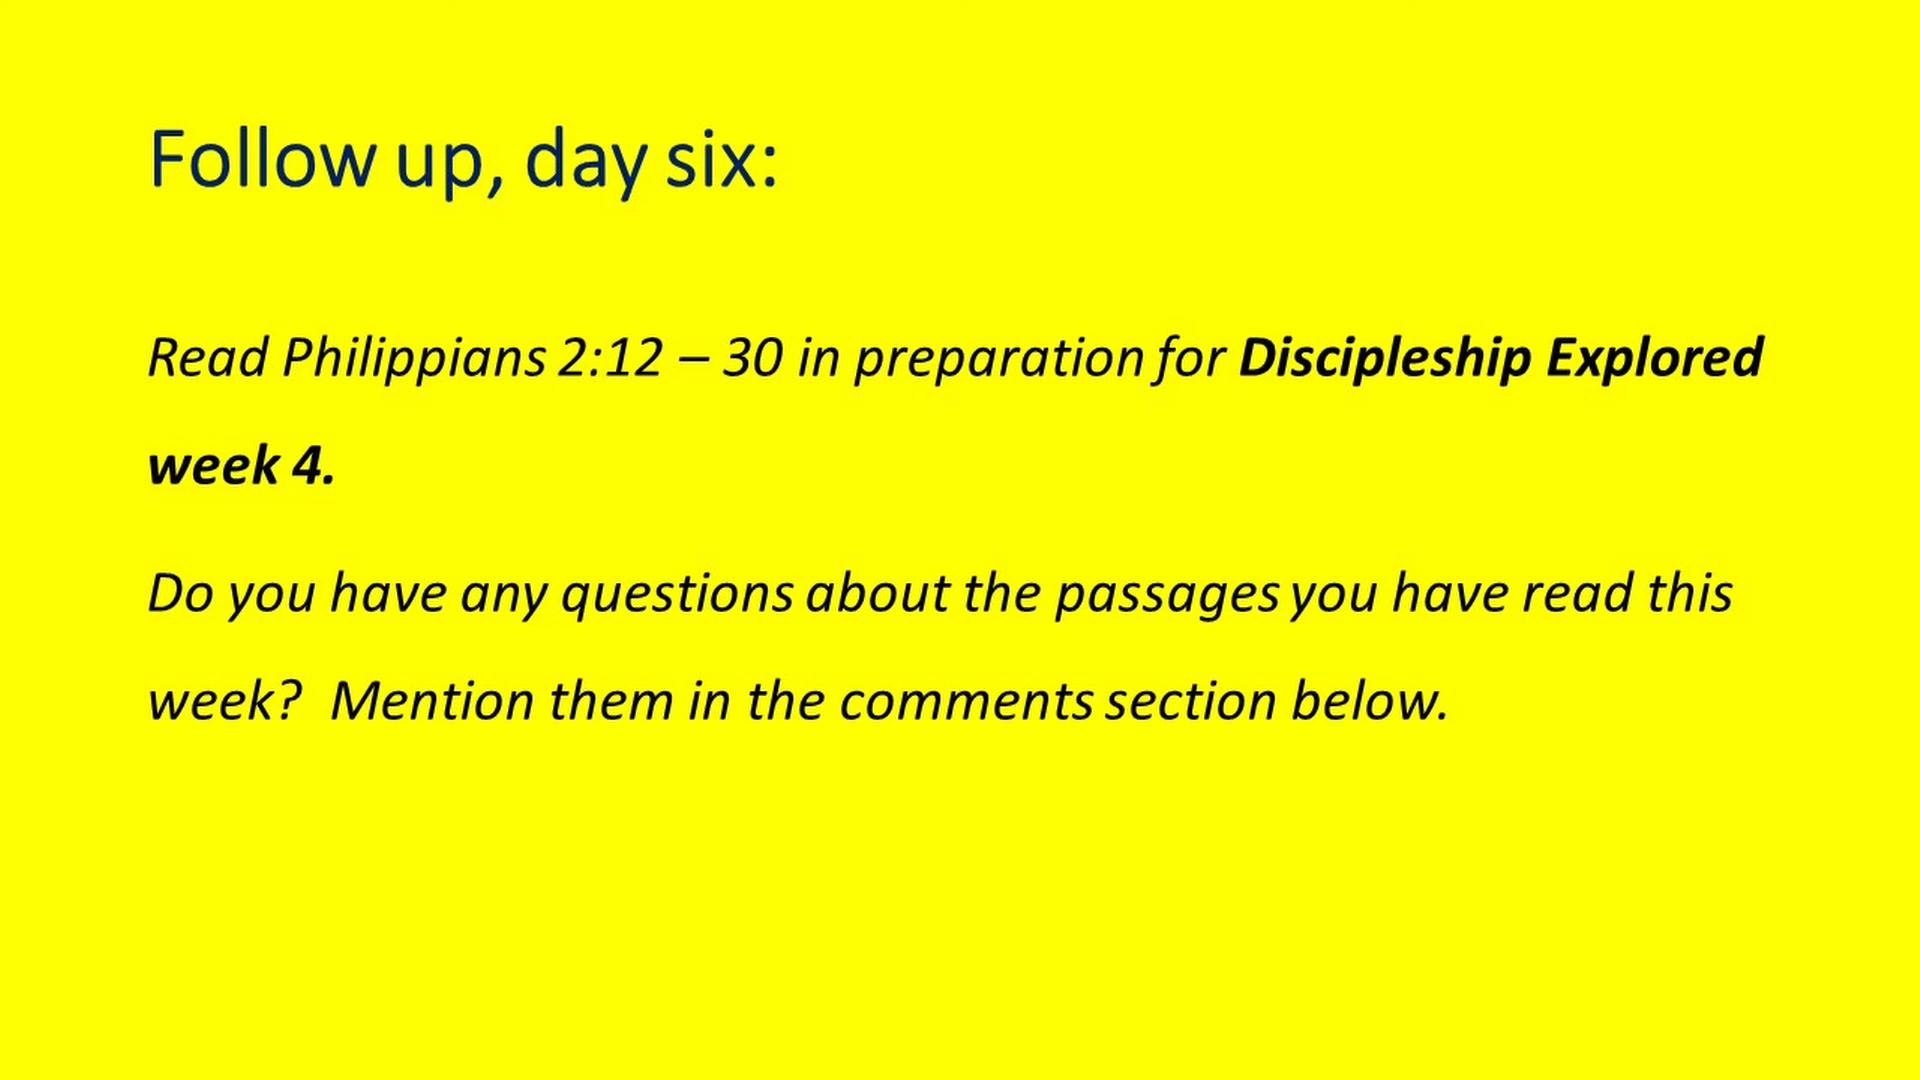 Follow up, day six:
Read Philippians 2:12 – 30 in preparation for Discipleship Explored
week 4.
Do you have any questions about the passages you have read this
week?  Mention them in the comments section below.